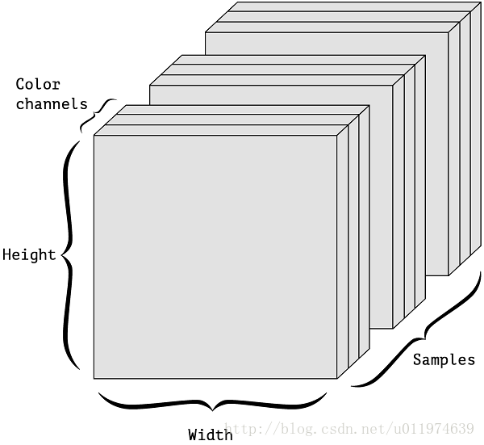 Color
channels
Height
Samples
Width
http://blog.csdn.net/u011974639